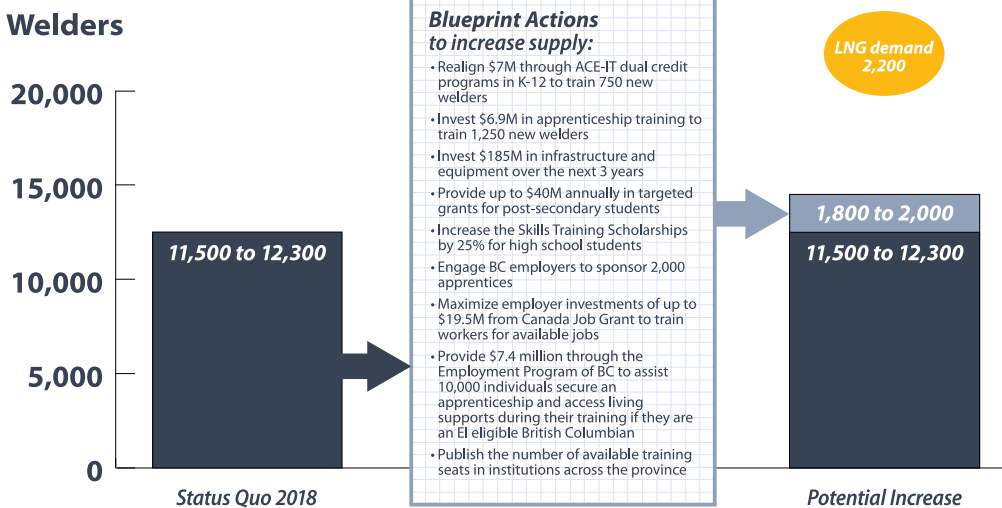 Welders
20,000
15,000
10,000
5,000
0
11,500 to 12,300
Status Quo 2018
Blueprint Actions
to increase supply:
• Realign $7M through ACE-IT dual credit
programs in K-12 to train 750 new
welders
• Invest $6.9M in apprenticeship training to
train 1,250 new welders
• Invest $185M in infrastructure and
equipment over the next 3 years
• Provide up to $40M annually in targeted
grants for post-secondary students
• Increase the Skills Training Scholarships
by 25% for high school students
• Engage BC employers to sponsor 2,000
apprentices
• Maximize employer investments of up to
$19.5M from Canada Job Grant to train
workers for available jobs
• Provide $7.4 million through the
Employment Program of BC to assist
10,000 individuals secure an
apprenticeship and access living
supports during their training if they are
an EI eligible British Columbian
• Publish the number of available training
seats in institutions across the province
LNG demand
2,200
1,800 to 2,000
11,500 to 12,300
Potential Increase